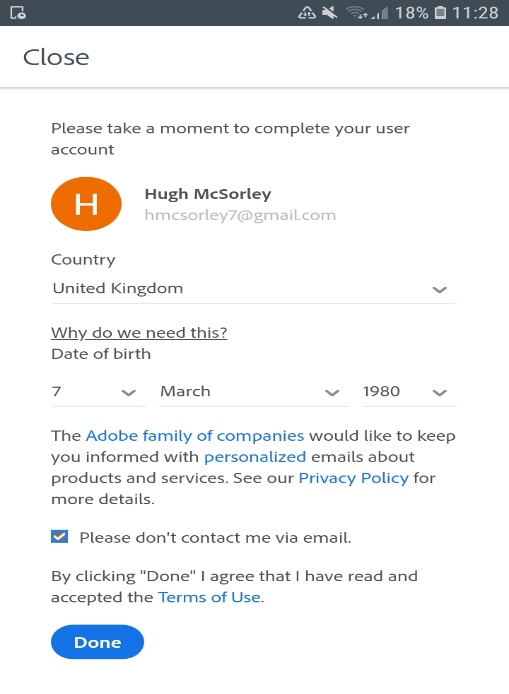 18% 11:28
Close
Please take a moment to complete your user
account
H
Hugh McSorley
hmcsorley7@gmail.com
Country
United Kingdom
Why do we need this?
Date of birth
7 March 1980
The Adobe family of companies would like to keep
you informed with personalized emails about
products and services. See our Privacy Policy for
more details.
Please don't contact me via email.
By clicking "Done" I agree that I have read and
accepted the Terms of Use.
Done